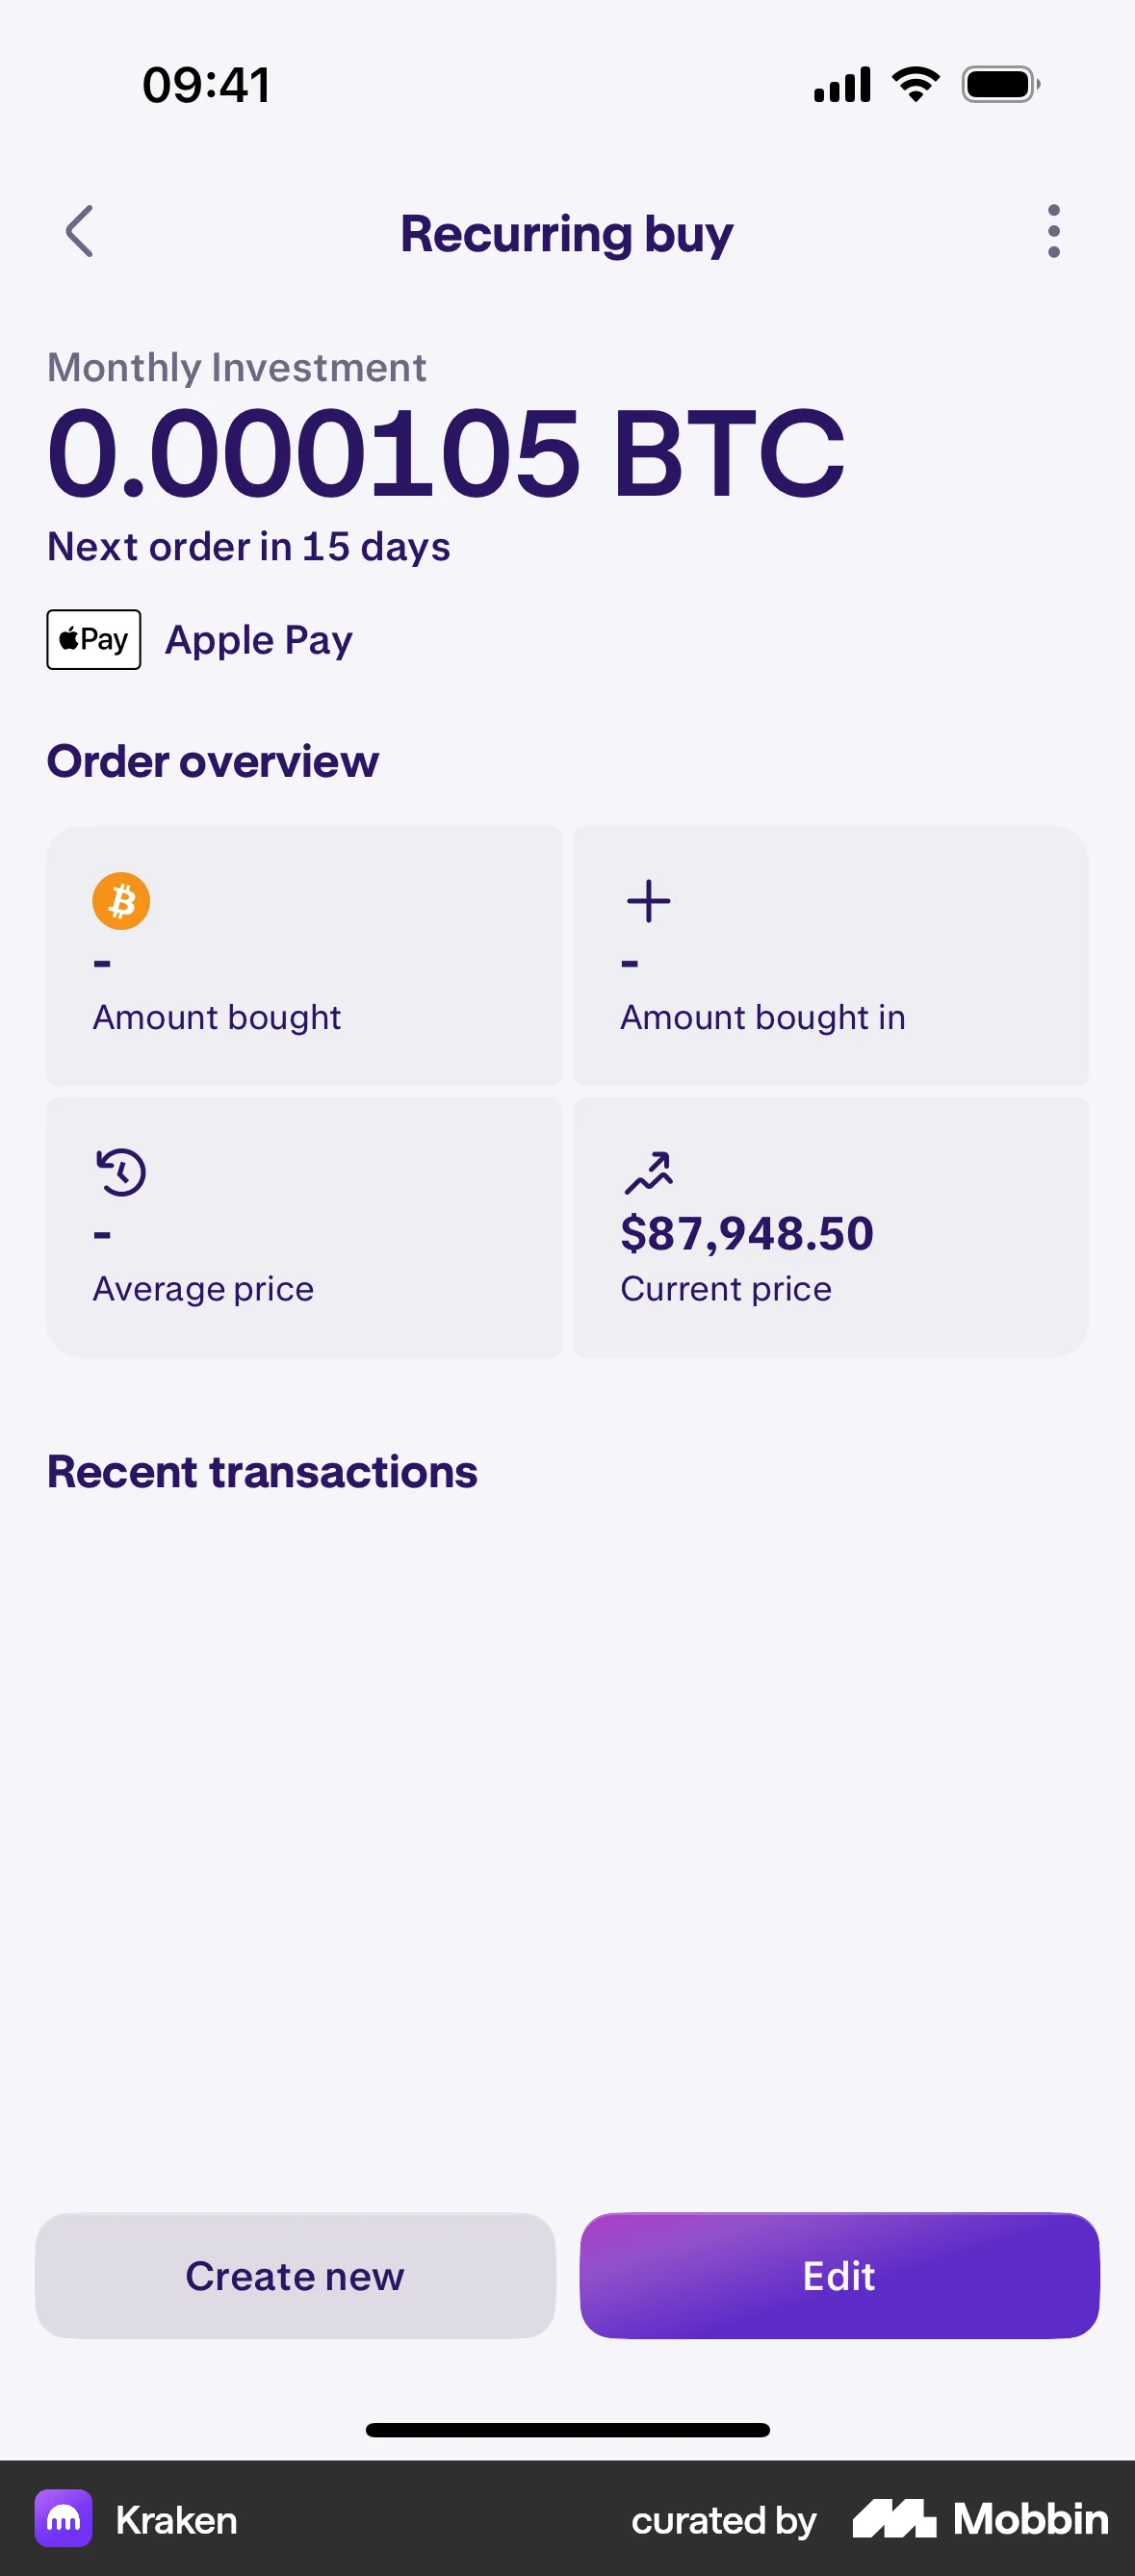 09:41
Recurring buy
Monthly Investment
0.000105 BTC
Next order in 15 days
Pay Apple Pay
Order overview
-
Amount bought
-
Amount bought in
-
Average price
$87,948.50
Current price
Recent transactions
Create new
Edit
Kraken
curated by Mobbin